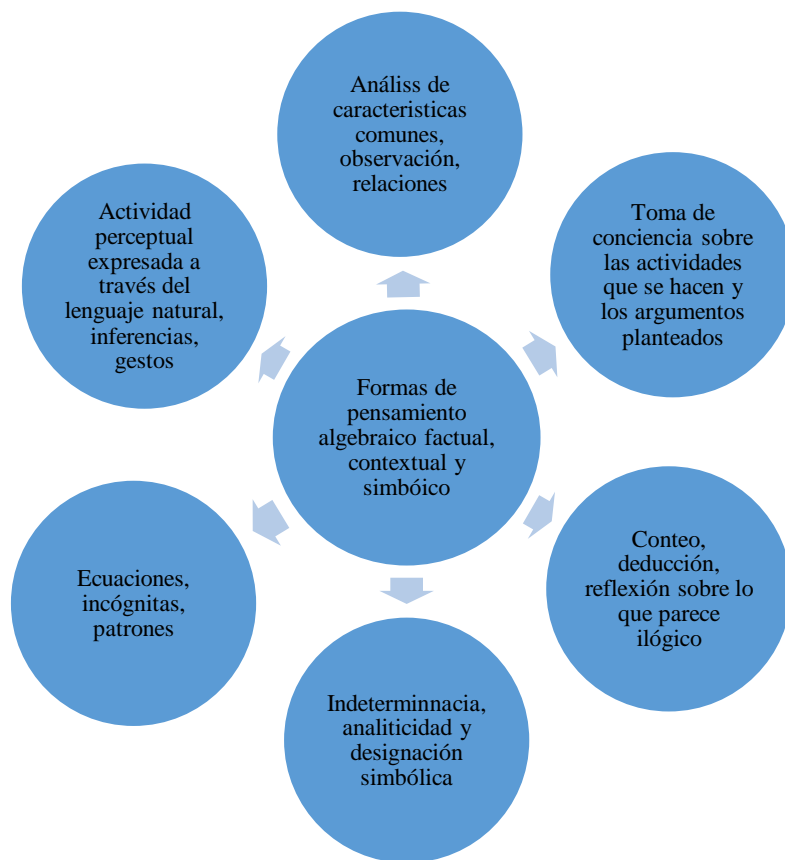 Análiss de
caracteristicas
comunes,
observación,
relaciones
Toma de
conciencia sobre
las actividades
que se hacen y
los argumentos
planteados
Conteo,
deducción,
reflexión sobre lo
que parece
ilógico
Indeterminnacia,
analiticidad y
designación
simbólica
Ecuaciones,
incógnitas,
patrones
Actividad
perceptual
expresada a
través del
lenguaje natural,
inferencias,
gestos
Formas de
pensamiento
algebraico factual,
contextual y
simbóico